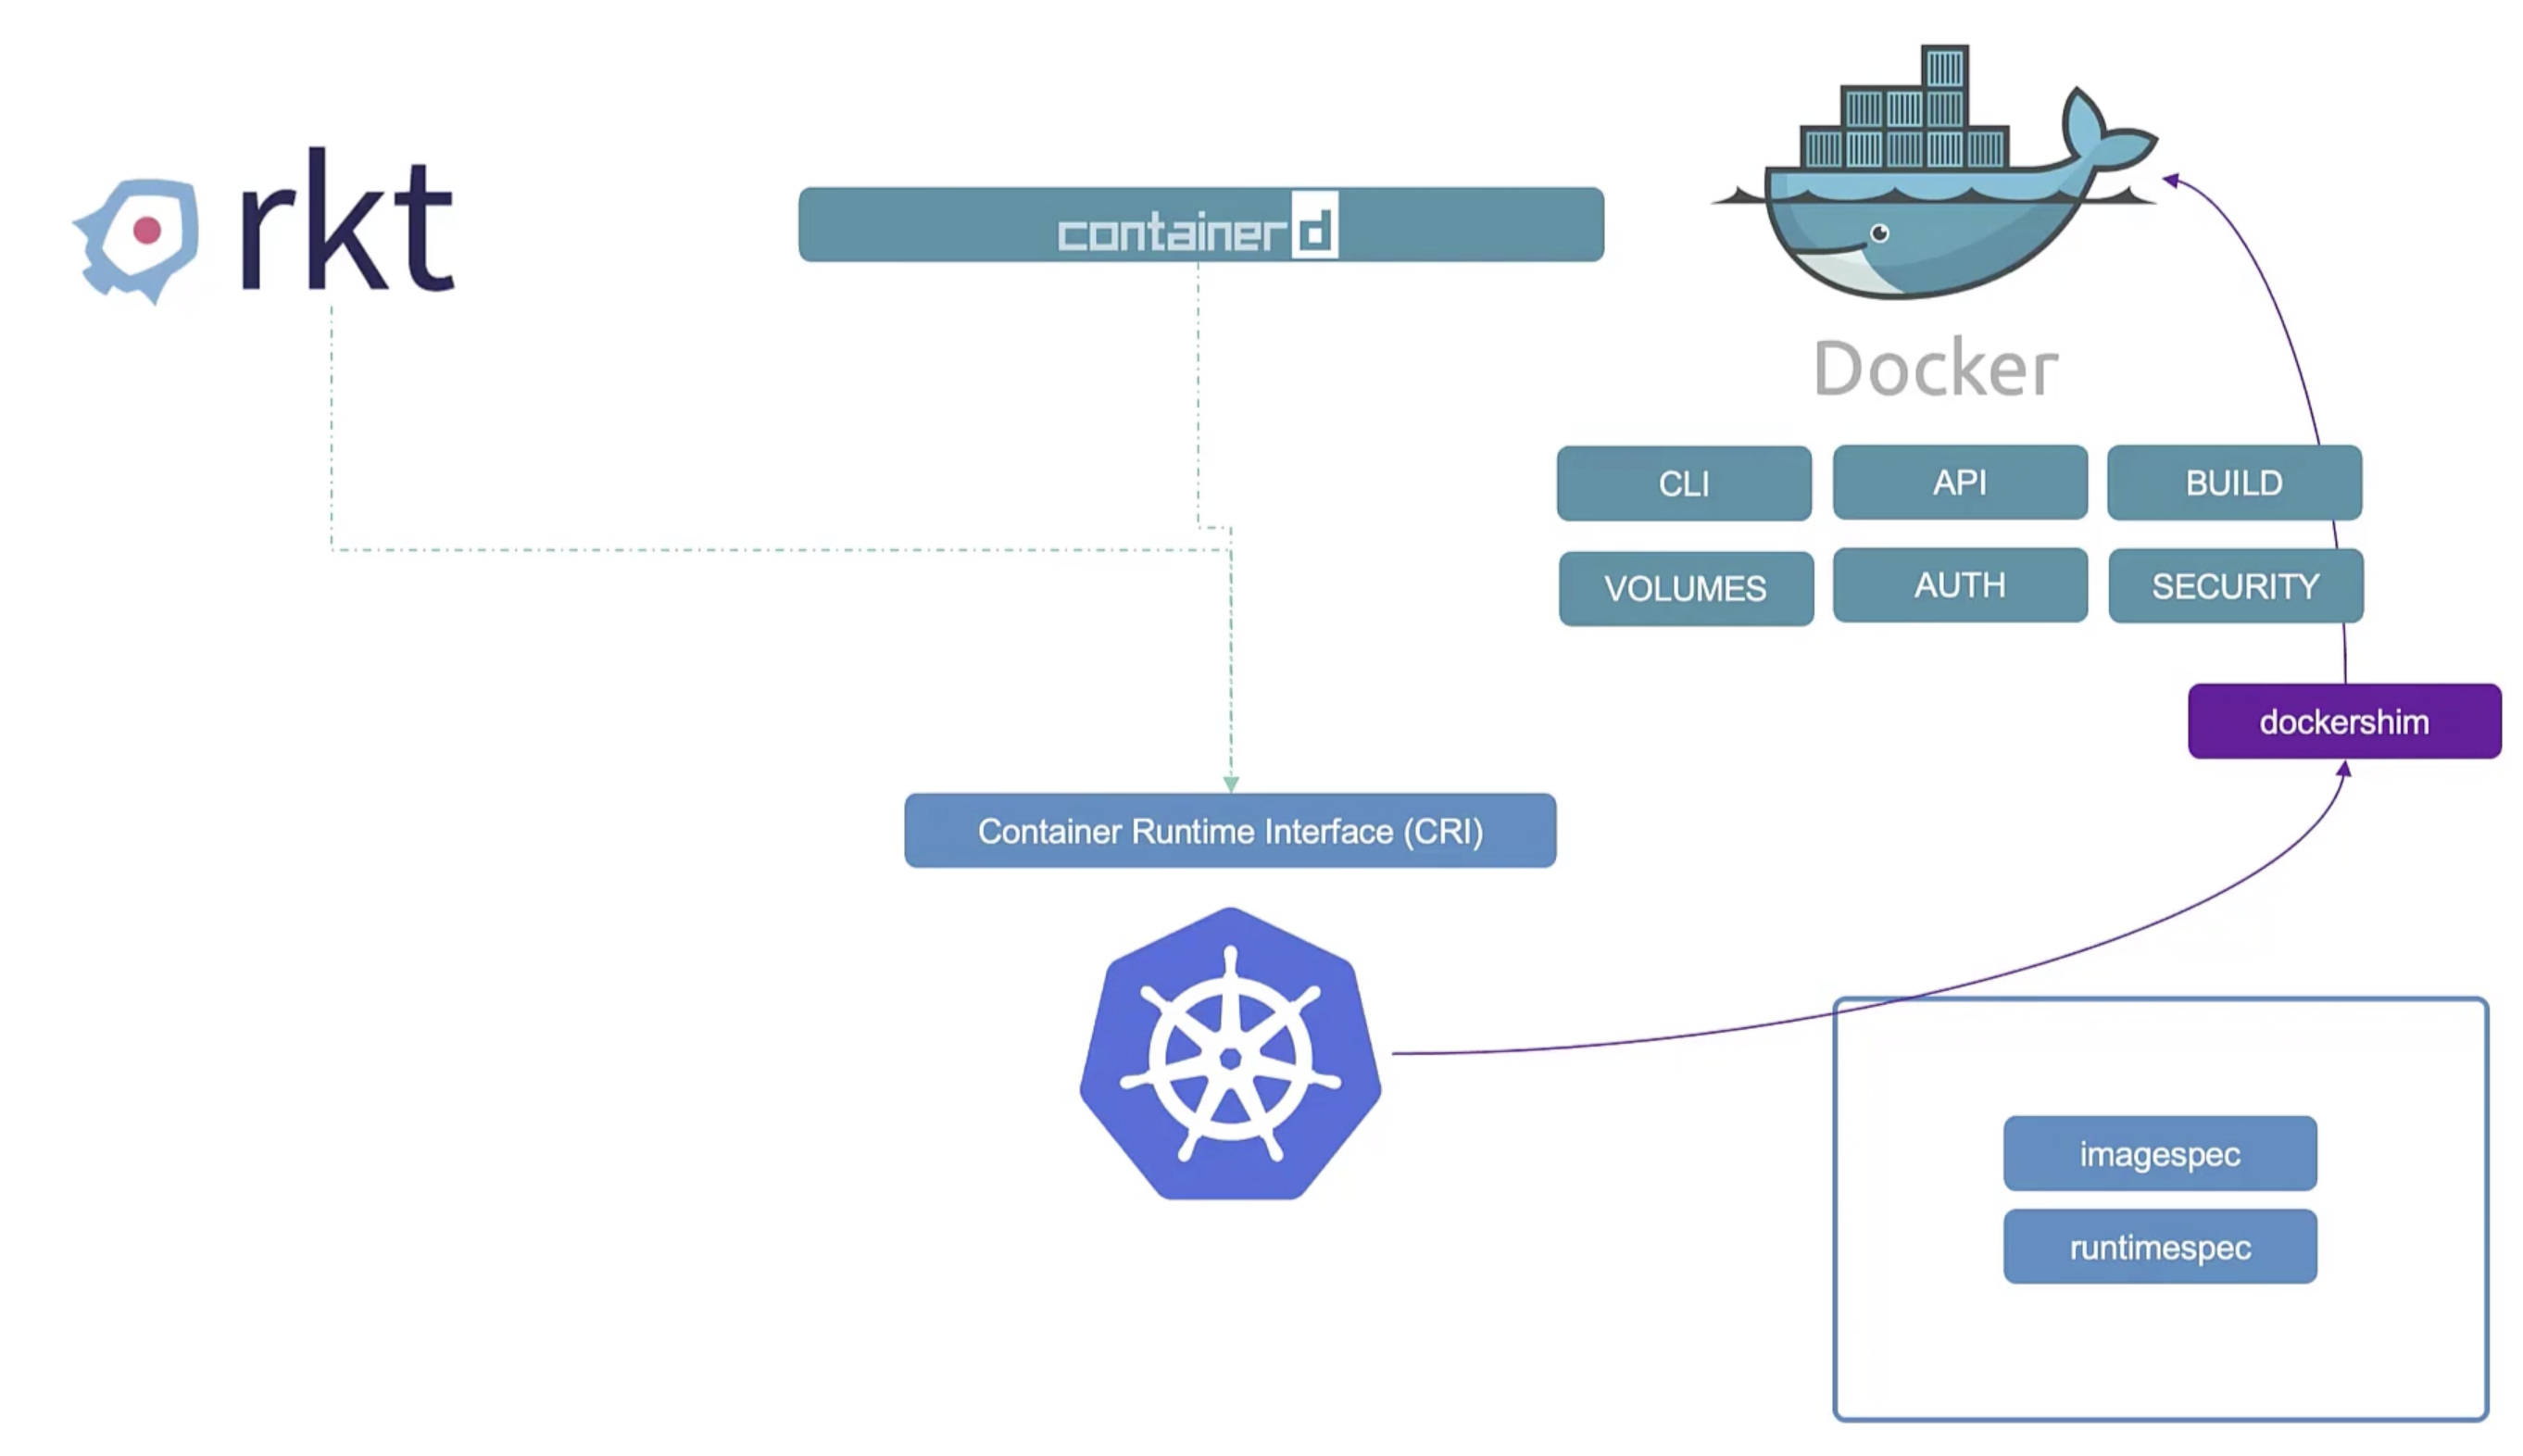 rkt
containerd
Docker
CLI
API
BUILD
VOLUMES
AUTH
SECURITY
dockershim
Container Runtime Interface (CRI)
imagespec
runtimespec